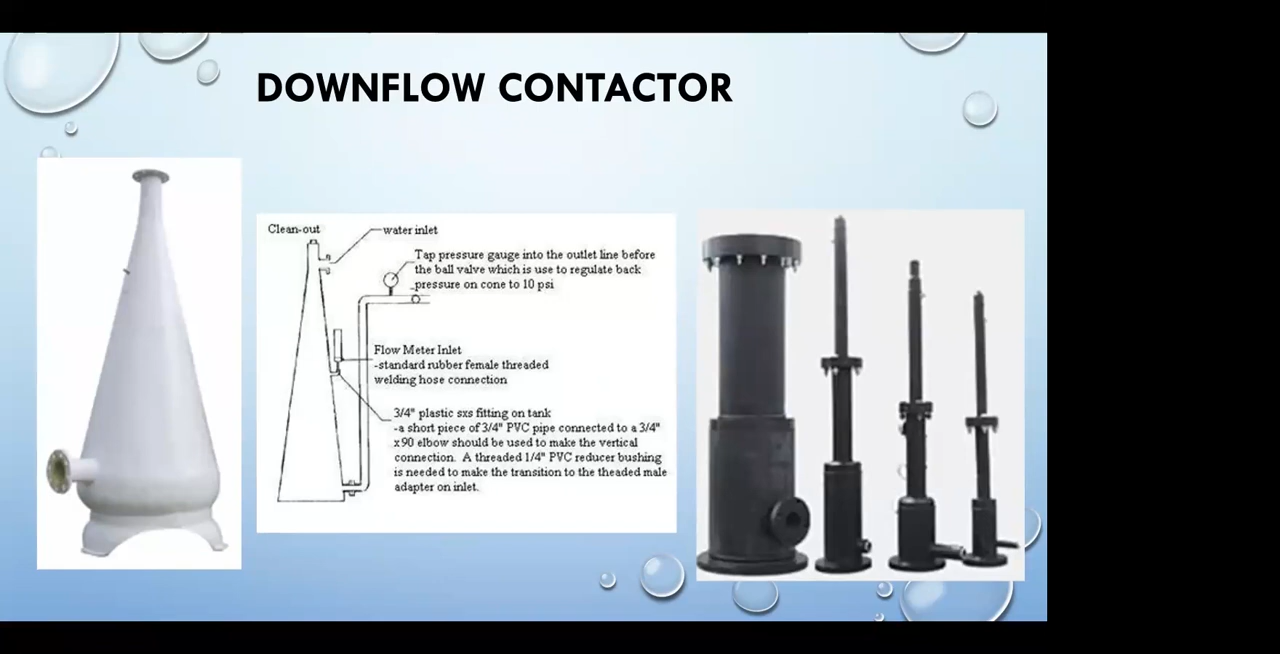 DOWNFLOW CONTACTOR
Clean-out
water inlet
Tap pressure gauge into the outlet line before
the ball valve which is use to regulate back
pressure on cone to 10 psi
Flow Meter Inlet
-standard rubber female threaded
welding hose connection
3/4" plastic sxs fitting on tank
-a short piece of 3/4" PVC pipe connected to a 3/4"
x90 elbow should be used to make the vertical
connection. A threaded 1/4" PVC reducer bushing
is needed to make the transition to the theaded male
adapter on inlet.